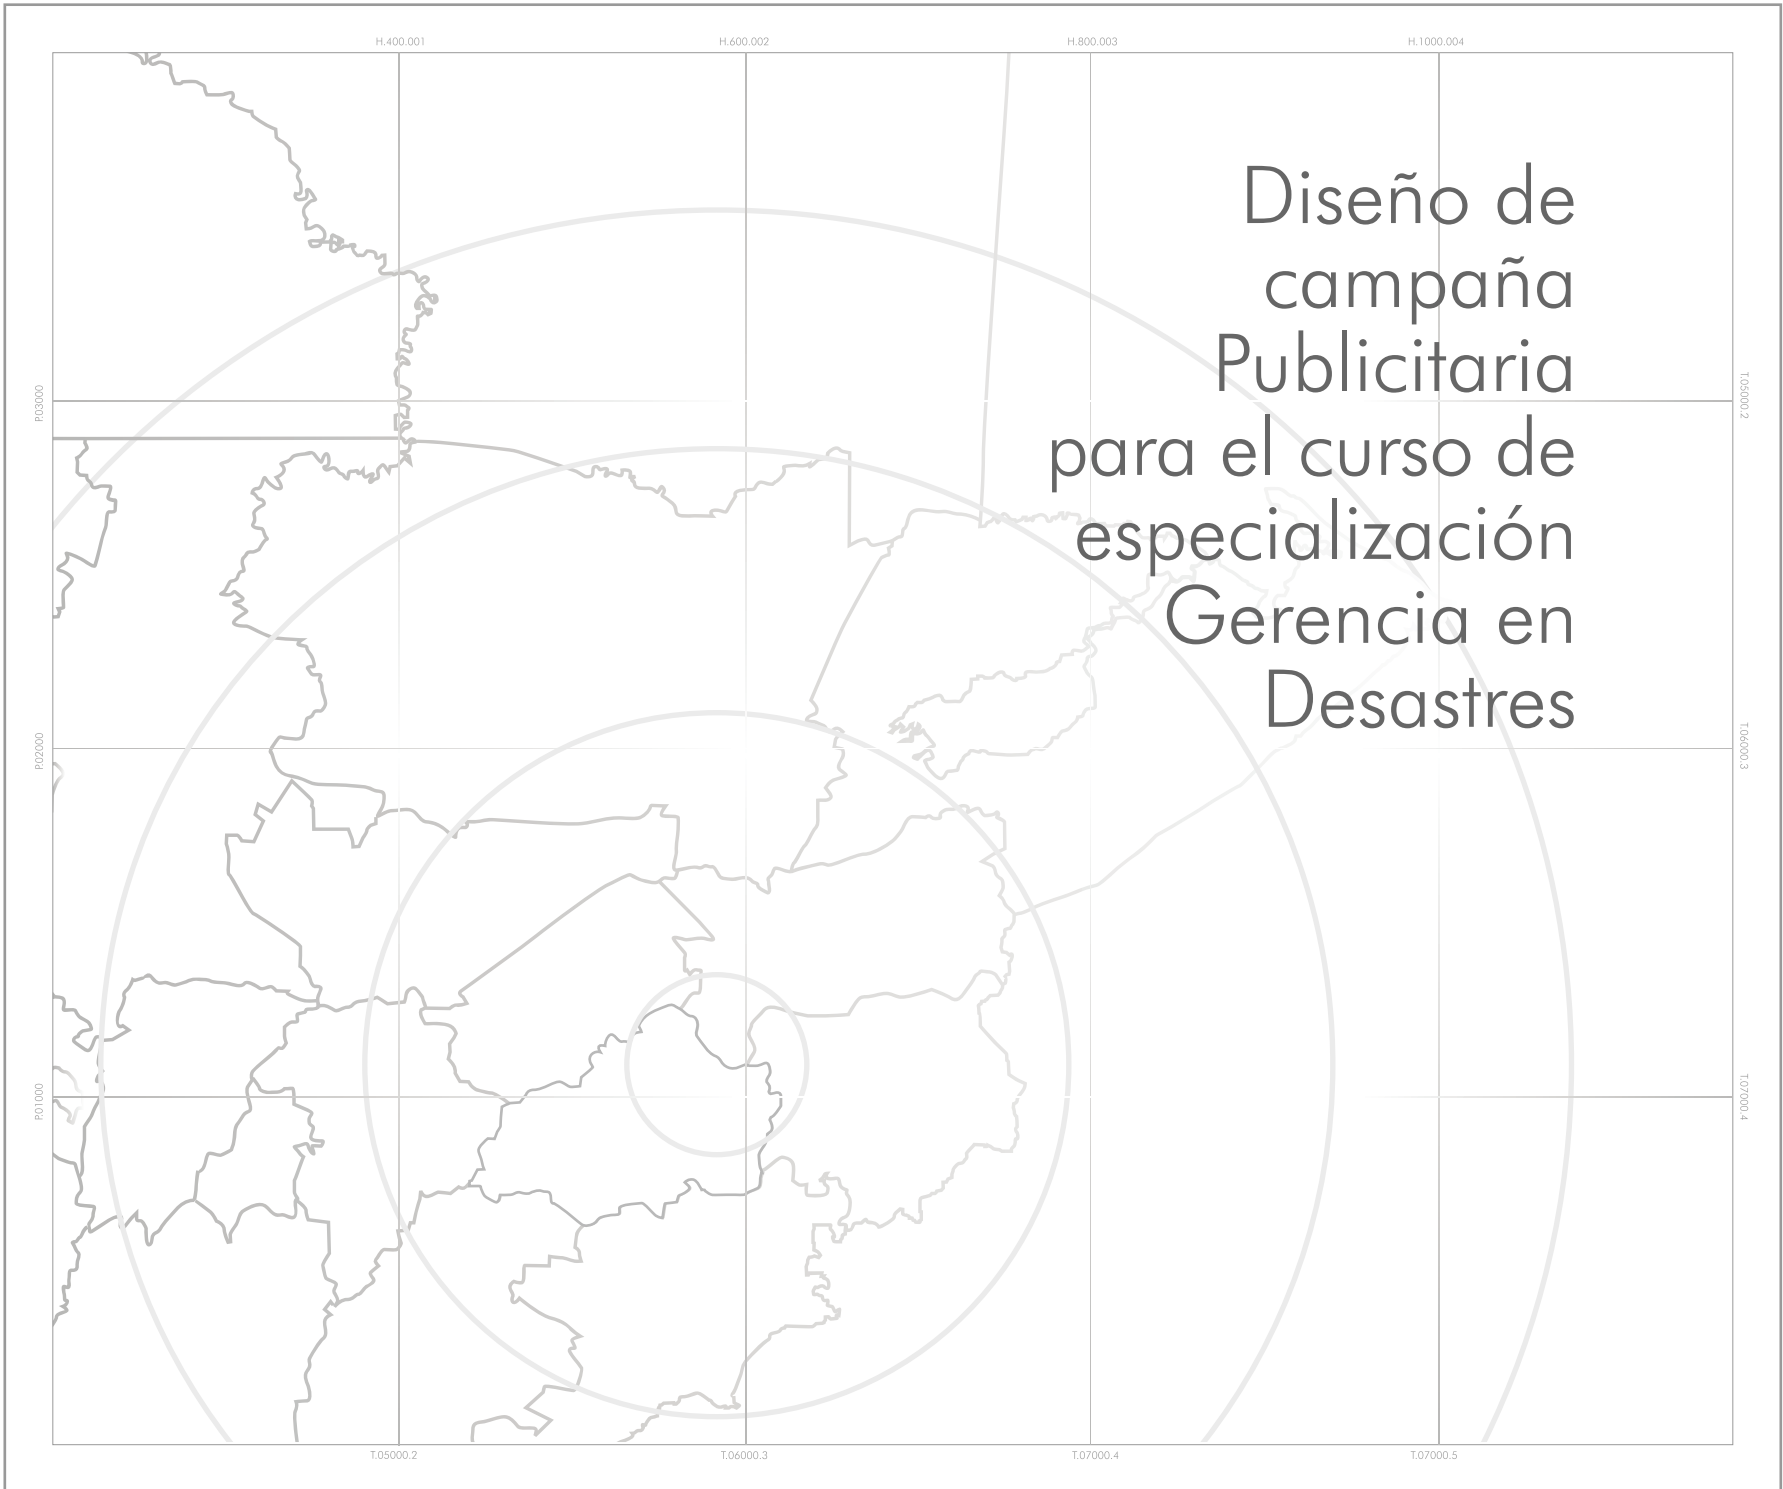 H.400.001
H.600.002
H.800.003
H.1000.004
Diseño de
campaña
Publicitaria
para el curso de
especialización
Gerencia en
Desastres
P.03000
P.02000
P.01000
T.05000.2
T.06000.3
T.07000.4
T.05000.2
T.06000.3
T.07000.4
T.07000.5